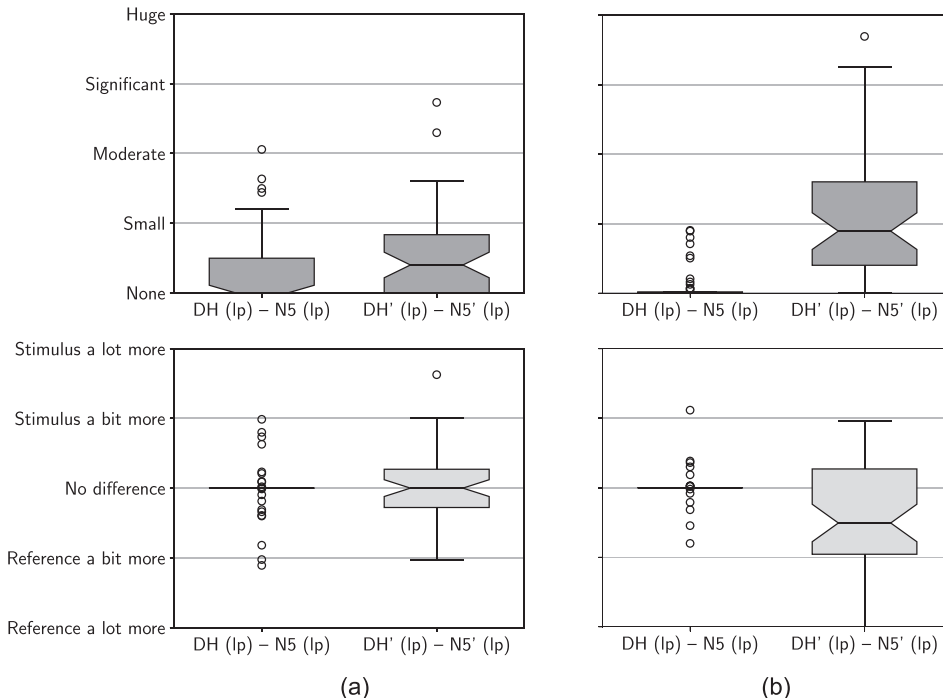 Huge
Significant
Moderate
Small
None
DH (lp) – N5 (lp) DH' (lp) – N5' (lp)
DH (lp) – N5 (lp) DH' (lp) – N5' (lp)
Stimulus a lot more
Stimulus a bit more
No difference
Reference a bit more
Reference a lot more
DH (lp) – N5 (lp) DH' (lp) – N5' (lp)
DH (lp) – N5 (lp) DH' (lp) – N5' (lp)
(a)
(b)